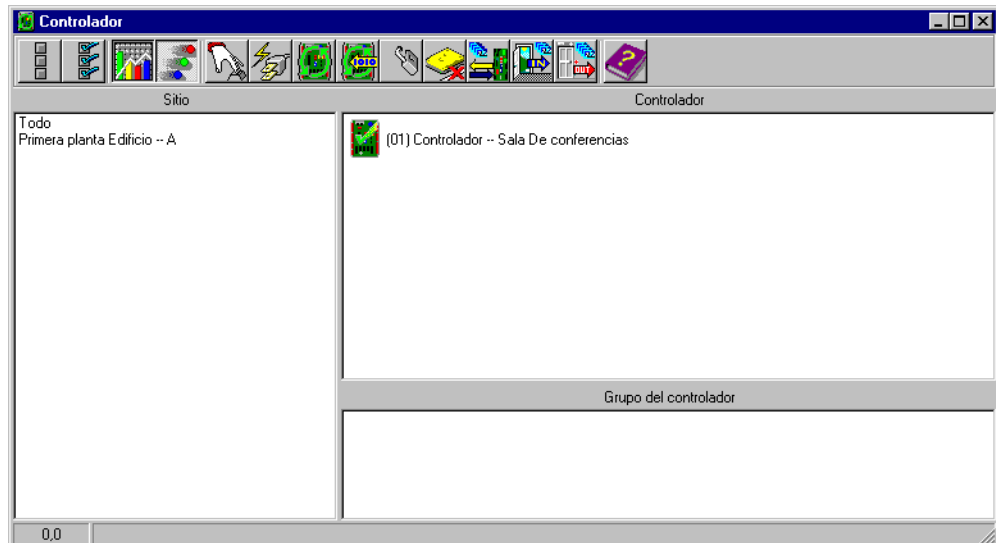 Controlador
Sitio
Controlador
Todo
Primera planta Edificio -- A
(01) Controlador -- Sala De conferencias
Grupo del controlador
0,0